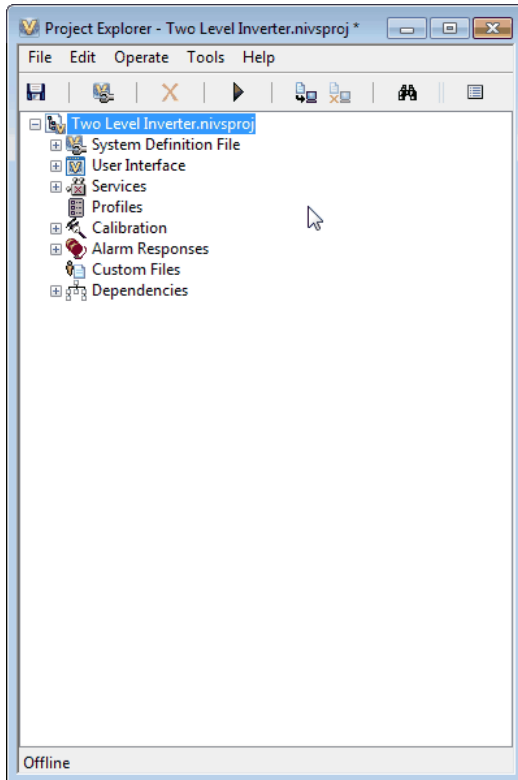 Project Explorer - Two Level Inverter.nivsproj *
File Edit Operate Tools Help
Two Level Inverter.nivsproj
System Definition File
User Interface
Services
Profiles
Calibration
Alarm Responses
Custom Files
Dependencies
Offline